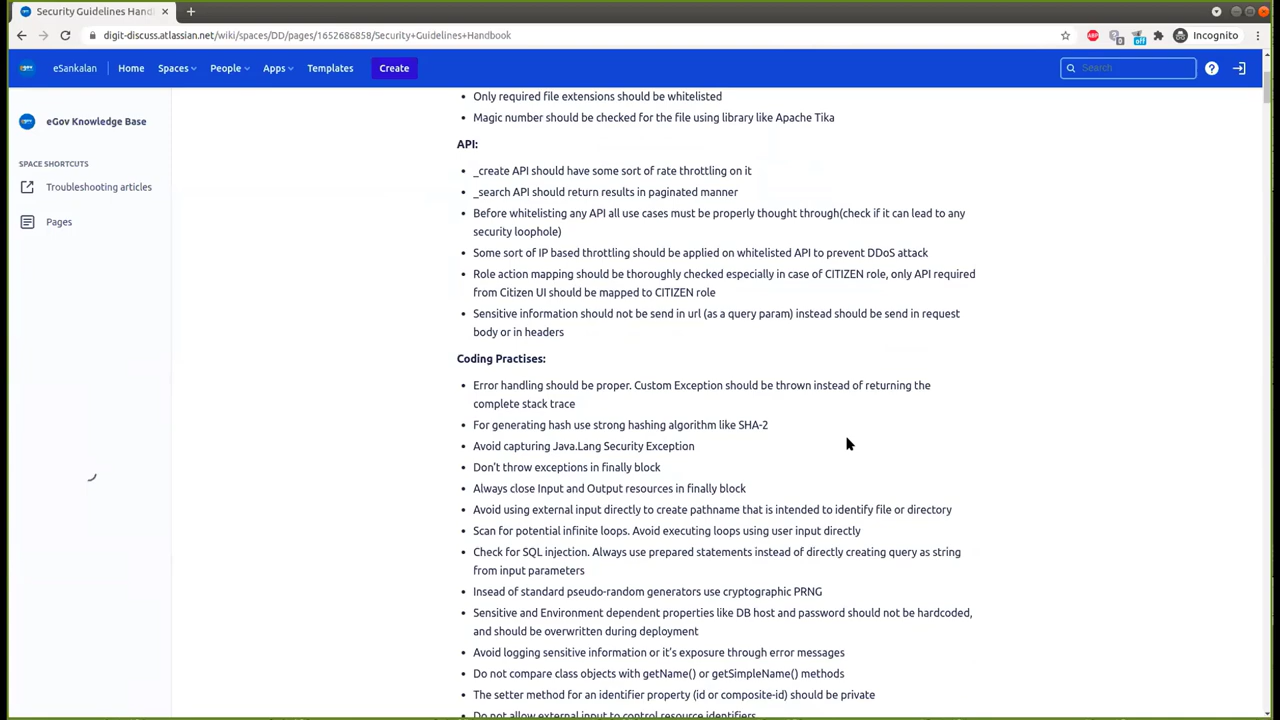 Security Guidelines Hand
digit-discuss.atlassian.net/wiki/spaces/DD/pages/1652686858/Security+Guidelines+Handbook
ABP
off
Incognito
eSankalan
Home
Spaces
People
Apps
Templates
Create
Search
eGov Knowledge Base
SPACE SHORTCUTS
Troubleshooting articles
Pages
• Only required file extensions should be whitelisted
• Magic number should be checked for the file using library like Apache Tika
API:
• _create API should have some sort of rate throttling on it
• _search API should return results in paginated manner
• Before whitelisting any API all use cases must be properly thought through(check if it can lead to any
security loophole)
• Some sort of IP based throttling should be applied on whitelisted API to prevent DDoS attack
• Role action mapping should be thoroughly checked especially in case of CITIZEN role, only API required
from Citizen UI should be mapped to CITIZEN role
• Sensitive information should not be send in url (as a query param) instead should be send in request
body or in headers
Coding Practises:
• Error handling should be proper. Custom Exception should be thrown instead of returning the
complete stack trace
• For generating hash use strong hashing algorithm like SHA-2
• Avoid capturing Java.Lang Security Exception
• Don't throw exceptions in finally block
• Always close Input and Output resources in finally block
• Avoid using external input directly to create pathname that is intended to identify file or directory
• Scan for potential infinite loops. Avoid executing loops using user input directly
• Check for SQL injection. Always use prepared statements instead of directly creating query as string
from input parameters
• Insead of standard pseudo-random generators use cryptographic PRNG
• Sensitive and Environment dependent properties like DB host and password should not be hardcoded,
and should be overwritten during deployment
• Avoid logging sensitive information or it's exposure through error messages
• Do not compare class objects with getName() or getSimpleName() methods
• The setter method for an identifier property (id or composite-id) should be private
• Do not allow external input to control resource identifiers